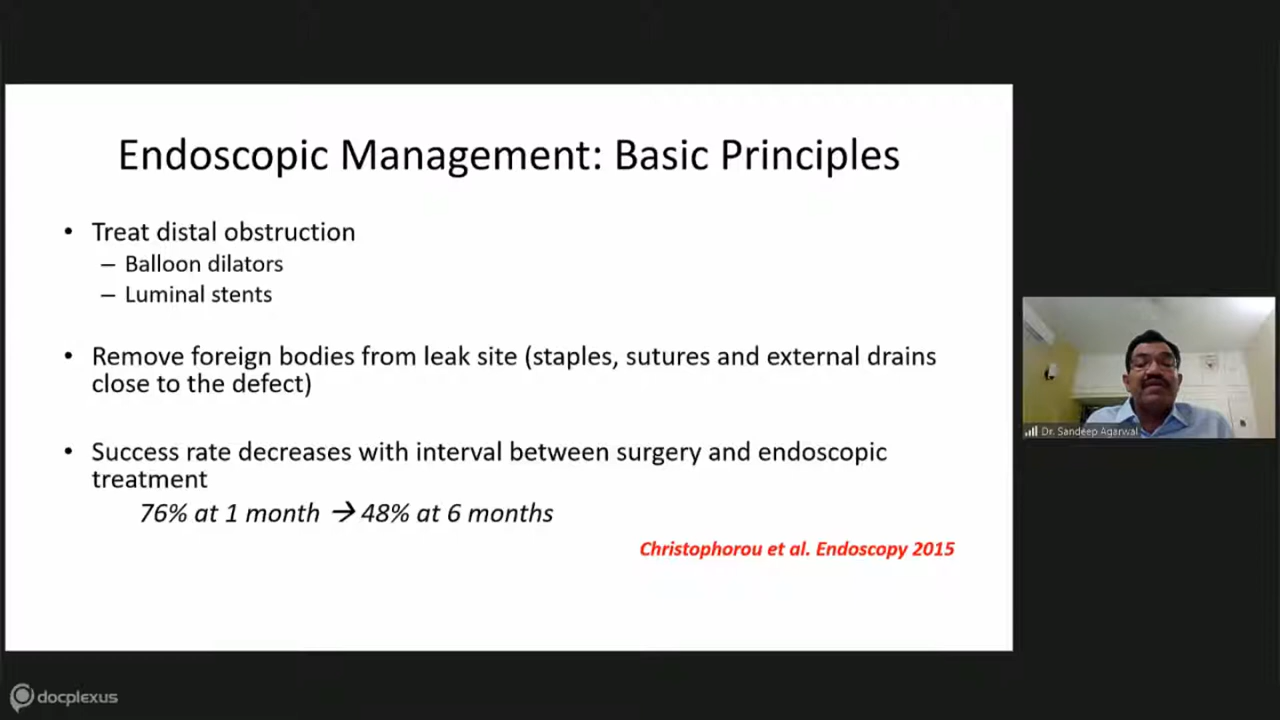 Endoscopic Management: Basic Principles
• Treat distal obstruction
– Balloon dilators
– Luminal stents
• Remove foreign bodies from leak site (staples, sutures and external drains
close to the defect)
• Success rate decreases with interval between surgery and endoscopic
treatment
76% at 1 month → 48% at 6 months
Christophorou et al. Endoscopy 2015
Dr. Sandeep Agarwal
docplexus